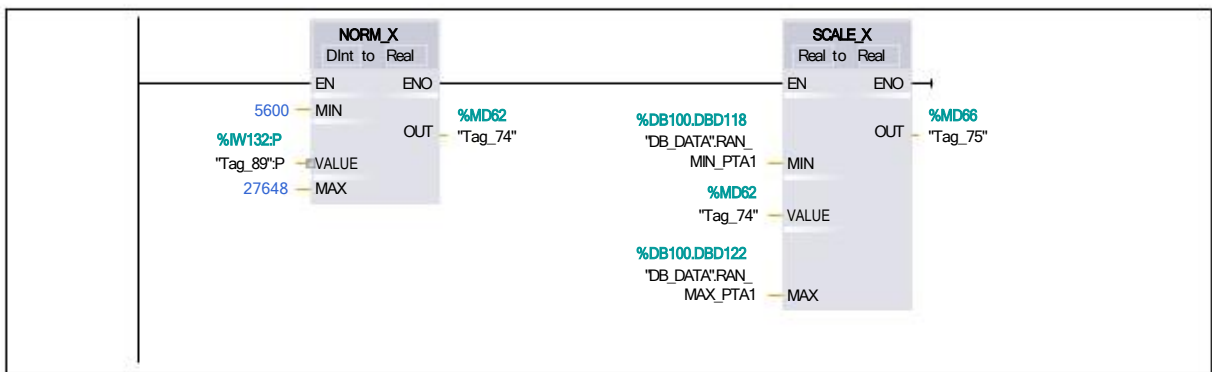 NORM_X
DInt to Real
EN ENO
5600 MIN
%IW132:P
"Tag_89":P VALUE
27648 MAX
OUT
%MD62
"Tag_74"
SCALE_X
Real to Real
EN ENO
%DB100.DBD118
"DB_DATA".RAN_
MIN_PTA1 MIN
%MD62
"Tag_74" VALUE
%DB100.DBD122
"DB_DATA".RAN_
MAX_PTA1 MAX
OUT
%MD66
"Tag_75"